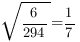 √(6/294) = 1/7